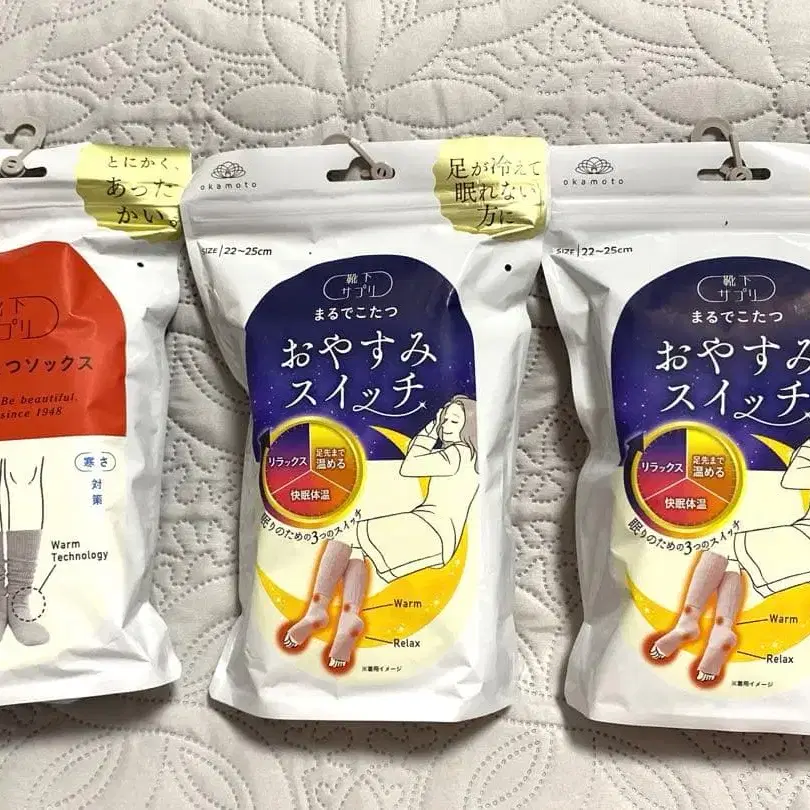 とにかく、
あった
かい。
下
プリ
つソックス
Be beautiful.
since 1948
寒さ
対策
Warm
Technology
okamoto
足が冷えて
眠れない
方に
SIZE/22~25cm
靴下
サプリ
まるでこたつ
おやすみ
スイッチ
リラックス
足先まで
温める
快眠体温
眠りのための3つのスイッチ
Warm
Relax
※着用イメージ
okamoto
SIZE/22~25cm
靴下
サプリ
まるでこたつ
おやすみ
スイッチ
リラックス
足先まで
温める
快眠体温
眠りのための3つのスイッチ
Warm
Relax
※着用イメージ